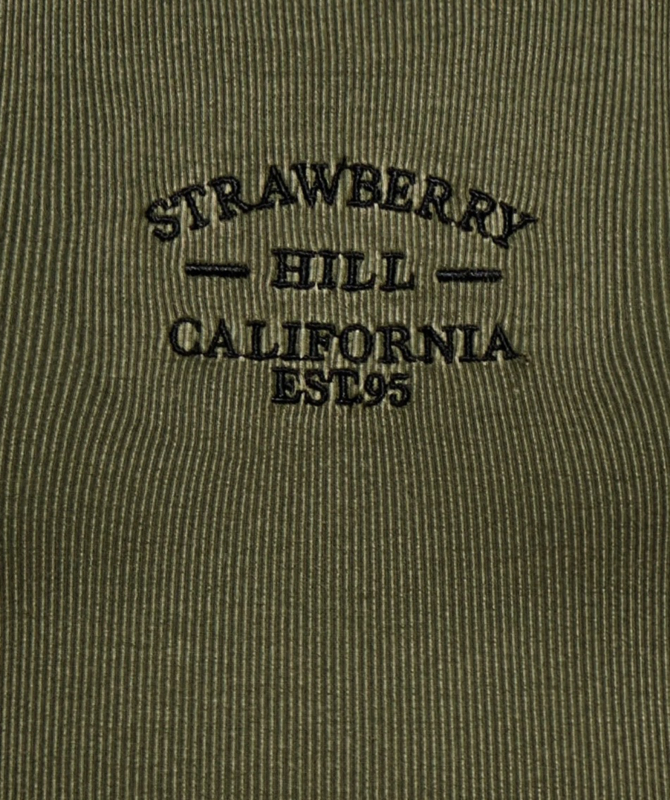 STRAWBERRY
— HILL —
CALIFORNIA
EST.95